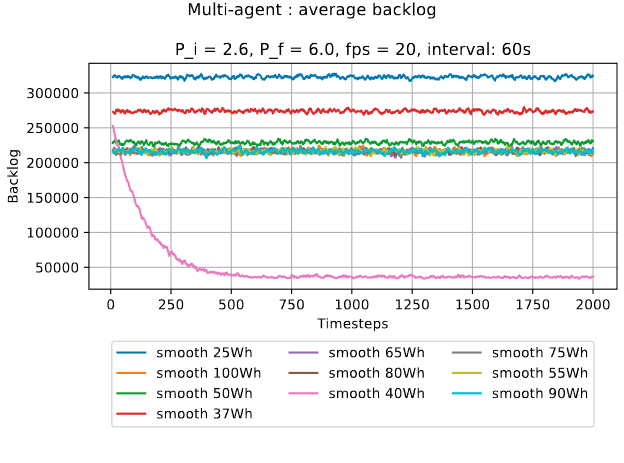 Multi-agent : average backlog
P_i = 2.6, P_f = 6.0, fps = 20, interval: 60s
300000
250000
200000
150000
100000
50000
Backlog
0 250 500 750 1000 1250 1500 1750 2000
Timesteps
smooth 25Wh smooth 65Wh smooth 75Wh
smooth 100Wh smooth 80Wh smooth 55Wh
smooth 50Wh smooth 40Wh smooth 90Wh
smooth 37Wh